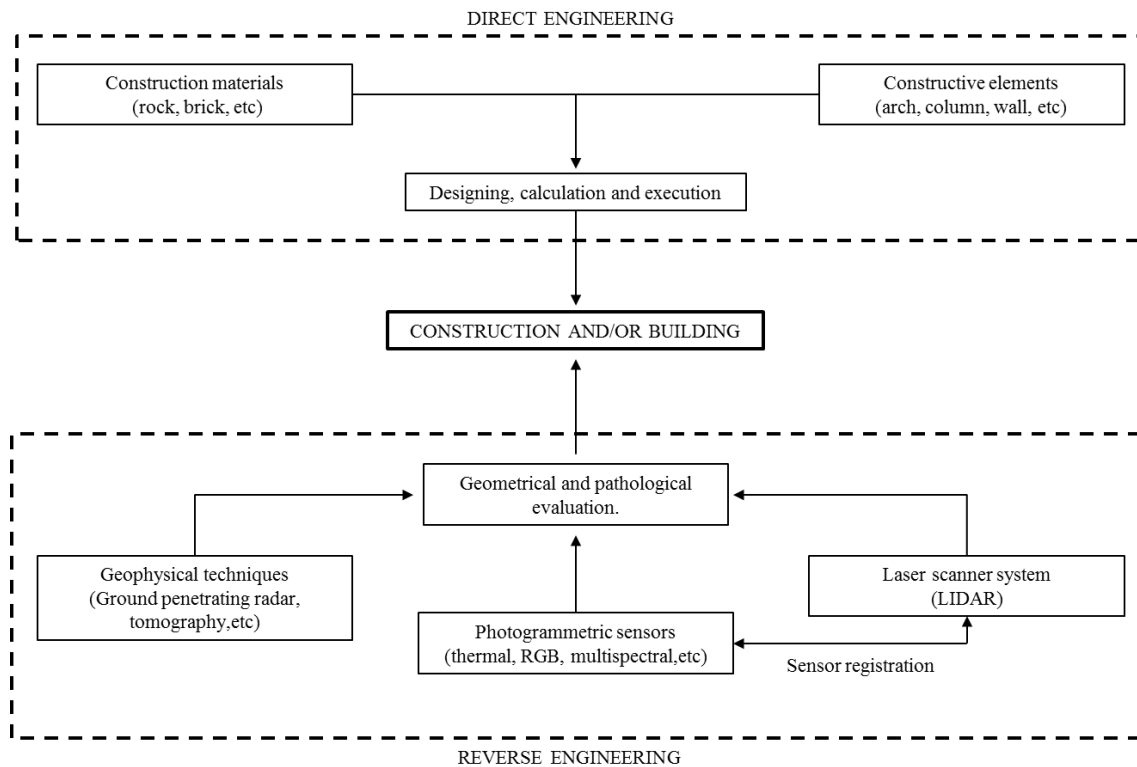 DIRECT ENGINEERING
Construction materials
(rock, brick, etc)
Constructive elements
(arch, column, wall, etc)
Designing, calculation and execution
CONSTRUCTION AND/OR BUILDING
Geometrical and pathological
evaluation.
Geophysical techniques
(Ground penetrating radar,
tomography,etc)
Laser scanner system
(LIDAR)
Photogrammetric sensors
(thermal, RGB, multispectral,etc)
Sensor registration
REVERSE ENGINEERING